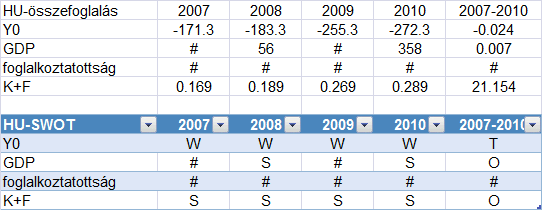 HU-összefoglalás 2007 2008 2009 2010 2007-2010
Y0 -171.3 -183.3 -255.3 -272.3 -0.024
GDP # 56 # 358 0.007
foglalkoztatottság # # # # #
K+F 0.169 0.189 0.269 0.289 21.154
HU-SWOT 2007 2008 2009 2010 2007-2010
Y0 W W W W T
GDP # S # S O
foglalkoztatottság # # # # #
K+F S S S S O